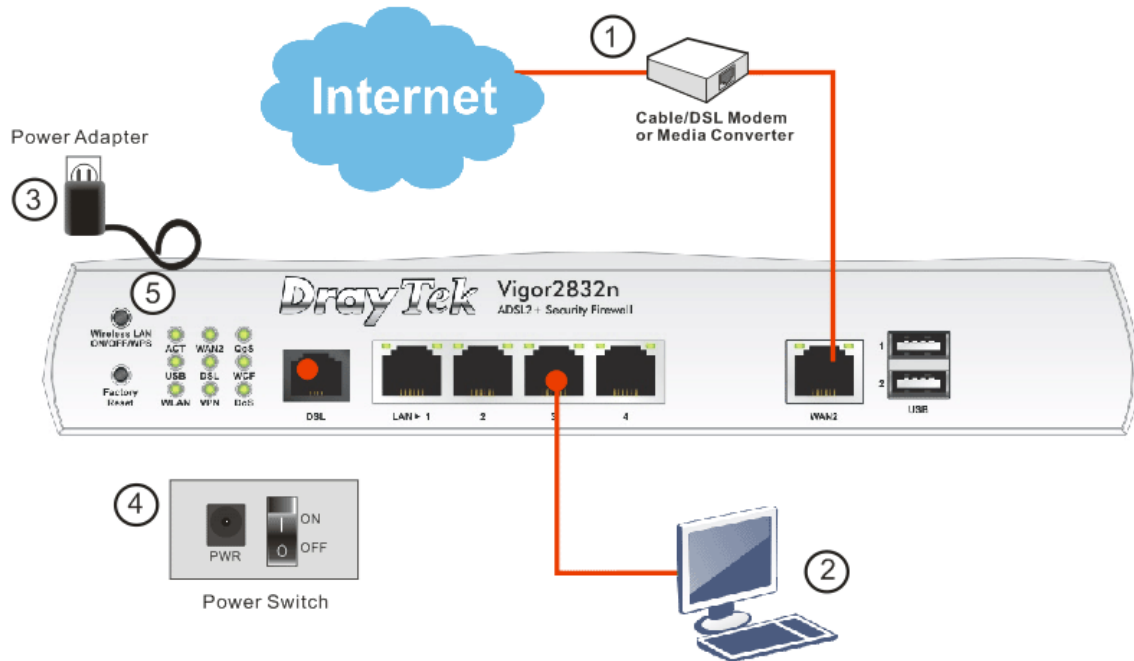 1
Internet
Cable/DSL Modem
or Media Converter
Power Adapter
3
5
DrayTek
Vigor2832n
ADSL2+ Security Firewall
Wireless LAN
ON/OFF/WPS
ACT WAN2 QoS
USB DSL WCF
WLAN VPN DoS
Factory
Reset
DSL
LAN ▶ 1 2 3 4
WAN2
1
2
USB
4
PWR
I ON
O OFF
Power Switch
2